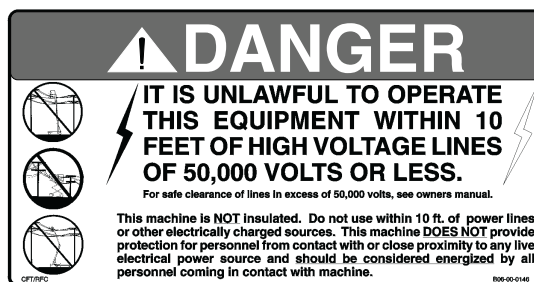 DANGER
IT IS UNLAWFUL TO OPERATE
THIS EQUIPMENT WITHIN 10
FEET OF HIGH VOLTAGE LINES
OF 50,000 VOLTS OR LESS.
For safe clearance of lines in excess of 50,000 volts, see owners manual.
This machine is NOT insulated. Do not use within 10 ft. of power lines
or other electrically charged sources. This machine DOES NOT provide
protection for personnel from contact with or close proximity to any live
electrical power source and should be considered energized by all
personnel coming in contact with machine.
CFT/RFC
R06-00-0146